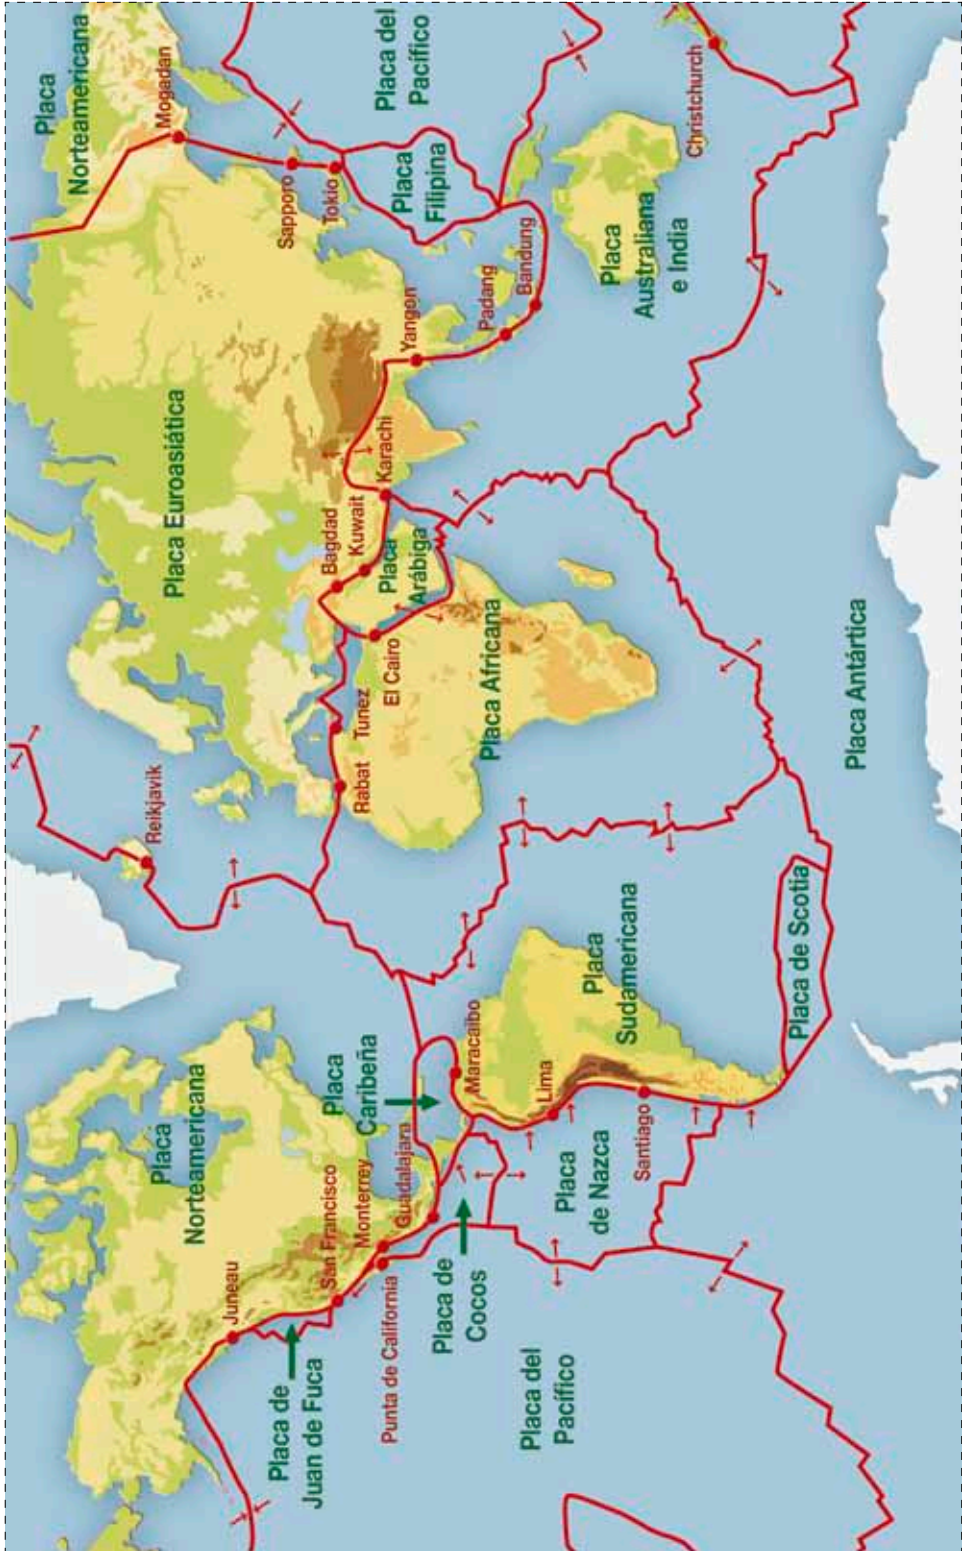 Placa
Norteamericana
Juneau
Placa de
Juan de Fuca
San Francisco
Monterrey
Guadalajara
Punta de California
Placa
Caribeña
Placa de
Cocos
Placa del
Pacífico
Maracaibo
Lima
Placa
de Nazca
Santiago
Placa
Sudamericana
Placa de Scotia
Reikjavik
Placa Euroasiática
Rabat
Tunez
El Cairo
Bagdad
Kuwait
Karachi
Placa
Arábiga
Placa Africana
Placa Antártica
Placa
Norteamericana
Mogadan
Sapporo
Tokio
Yangon
Padang
Bandung
Placa
Filipina
Placa del
Pacífico
Placa
Australiana
e India
Christchurch